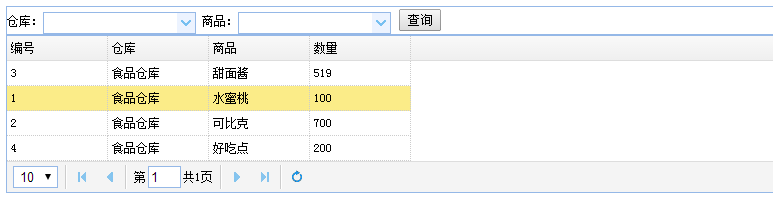 仓库： 商品： 查询
编号 仓库 商品 数量
3 食品仓库 甜面酱 519
1 食品仓库 水蜜桃 100
2 食品仓库 可比克 700
4 食品仓库 好吃点 200
10 第 1 共1页